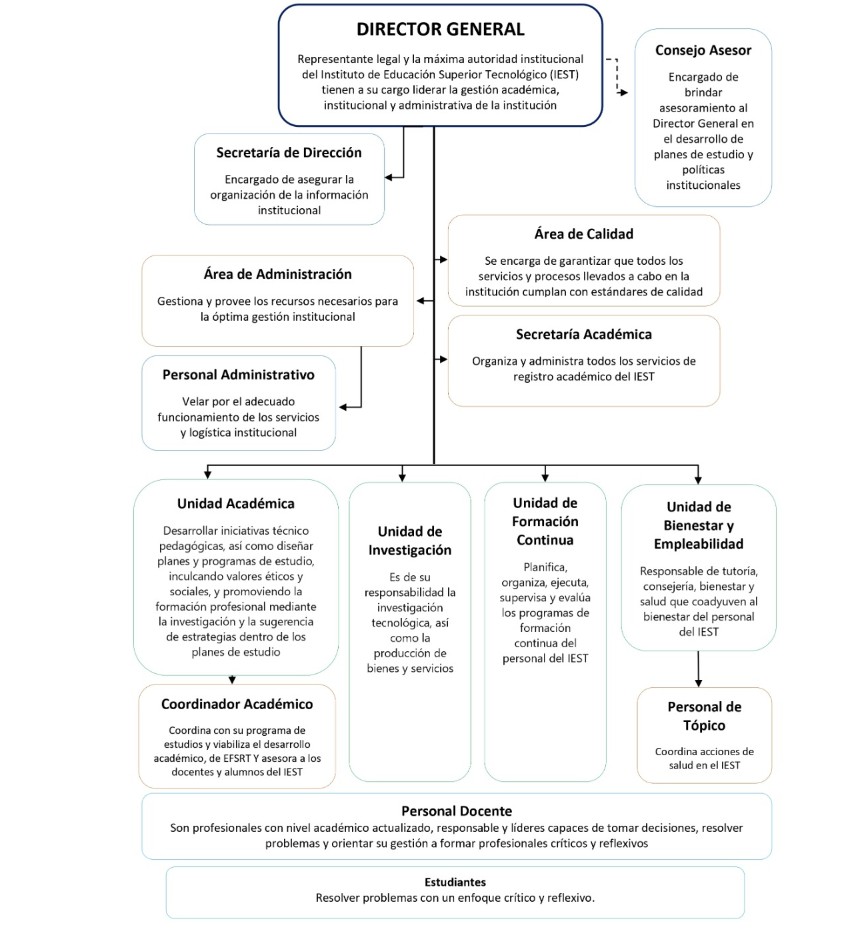 DIRECTOR GENERAL
Representante legal y la máxima autoridad institucional
del Instituto de Educación Superior Tecnológico (IEST)
tienen a su cargo liderar la gestión académica,
institucional y administrativa de la institución
Consejo Asesor
Encargado de
brindar
asesoramiento al
Director General en
el desarrollo de
planes de estudio y
políticas
institucionales
Secretaría de Dirección
Encargado de asegurar la
organización de la información
institucional
Área de Calidad
Se encarga de garantizar que todos los
servicios y procesos llevados a cabo en la
institución cumplan con estándares de calidad
Área de Administración
Gestiona y provee los recursos necesarios para
la óptima gestión institucional
Secretaría Académica
Organiza y administra todos los servicios de
registro académico del IEST
Personal Administrativo
Velar por el adecuado
funcionamiento de los servicios
y logística institucional
Unidad Académica
Desarrollar iniciativas técnico
pedagógicas, así como diseñar
planes y programas de estudio,
inculcando valores éticos y
sociales, y promoviendo la
formación profesional mediante
la investigación y la sugerencia
de estrategias dentro de los
planes de estudio
Unidad de
Investigación
Es de su
responsabilidad la
investigación
tecnológica, así
como la
producción de
bienes y servicios
Unidad de
Formación
Continua
Planifica,
organiza, ejecuta,
supervisa y evalúa
los programas de
formación
continua del
personal del IEST
Unidad de
Bienestar y
Empleabilidad
Responsable de tutoría,
consejería, bienestar y
salud que coadyuven al
bienestar del personal
del IEST
Coordinador Académico
Coordina con su programa de
estudios y viabiliza el desarrollo
académico, de EFSRT Y asesora a los
docentes y alumnos del IEST
Personal de
Tópico
Coordina acciones de
salud en el IEST
Personal Docente
Son profesionales con nivel académico actualizado, responsable y líderes capaces de tomar decisiones, resolver
problemas y orientar su gestión a formar profesionales críticos y reflexivos
Estudiantes
Resolver problemas con un enfoque crítico y reflexivo.